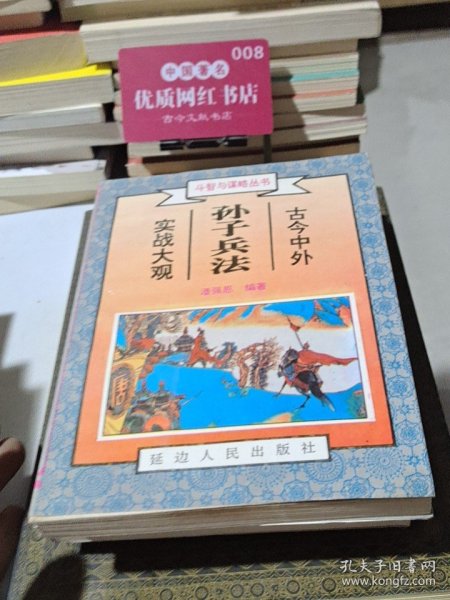 008
中国著名
优质网红书店
古今文献书店
斗智与谋略丛书
古今中外
孙子兵法
实战大观
潘强恩 编著
延边人民出版社
孔夫子旧书网
www.kongfz.com